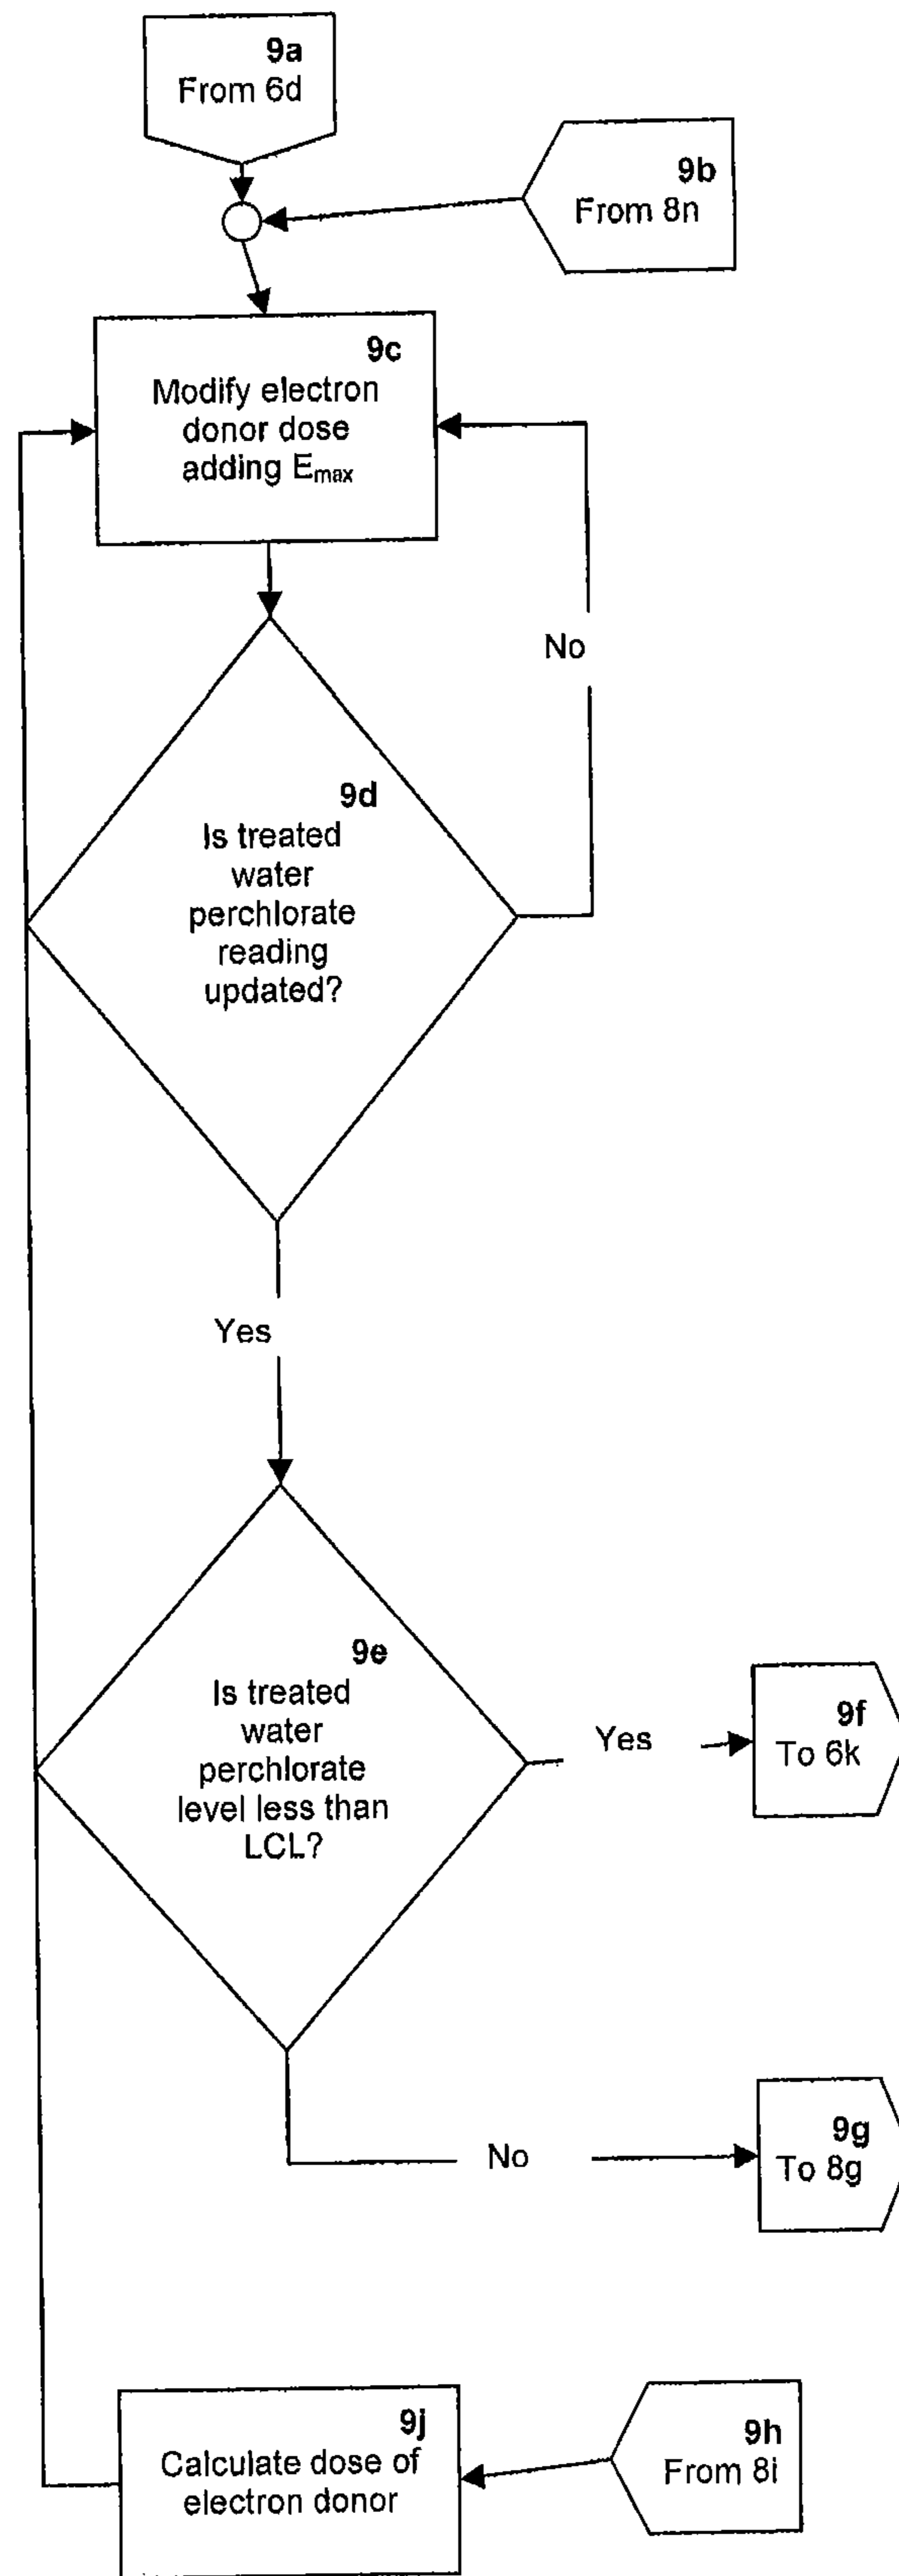 9a
From 6d
9b
From 8n
9c
Modify electron
donor dose
adding Emax
No
9d
Is treated
water
perchlorate
reading
updated?
Yes
9e
Is treated
water
perchlorate
level less than
LCL?
Yes
9f
To 6k
No
9g
To 8g
9j
Calculate dose of
electron donor
9h
From 8i